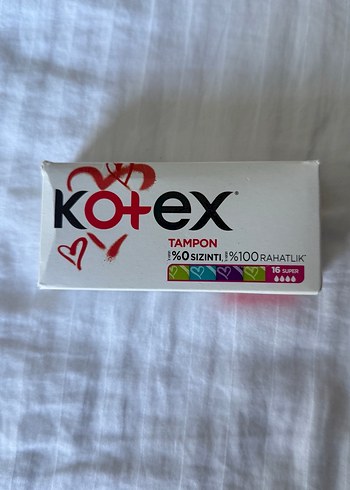 KOTEX®
TAMPON
%0 SIZINTI, %100 RAHATLIK
16 SUPER